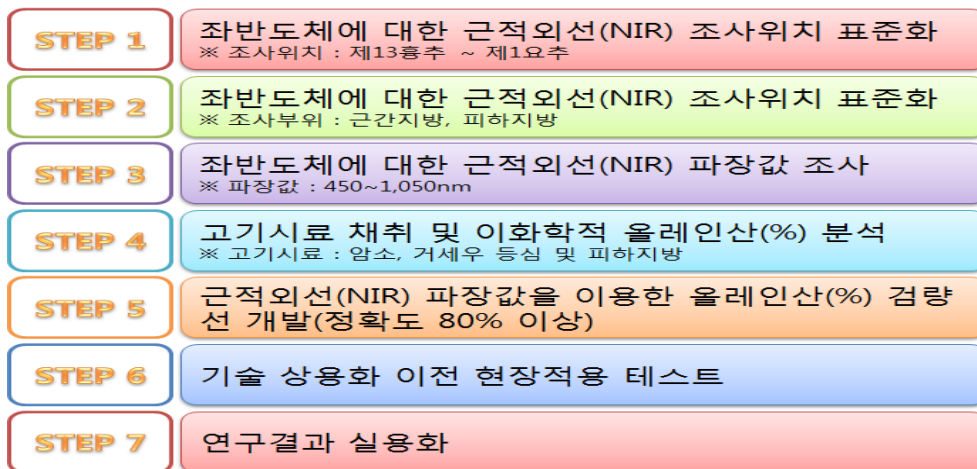 STEP 1
좌반도체에 대한 근적외선(NIR) 조사위치 표준화
※ 조사위치 : 제13흉추 ~ 제1요추
STEP 2
좌반도체에 대한 근적외선(NIR) 조사위치 표준화
※ 조사부위 : 근간지방, 피하지방
STEP 3
좌반도체에 대한 근적외선(NIR) 파장값 조사
※ 파장값 : 450~1,050nm
STEP 4
고기시료 채취 및 이화학적 올레인산(%) 분석
※ 고기시료 : 암소, 거세우 등심 및 피하지방
STEP 5
근적외선(NIR) 파장값을 이용한 올레인산(%) 검량
선 개발(정확도 80% 이상)
STEP 6
기술 상용화 이전 현장적용 테스트
STEP 7
연구결과 실용화